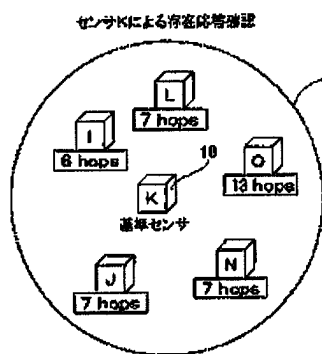 センサKによる存在応答確認
L
7 hops
I
6 hops
10
O
13 hops
K
基準センサ
J
7 hops
N
7 hops